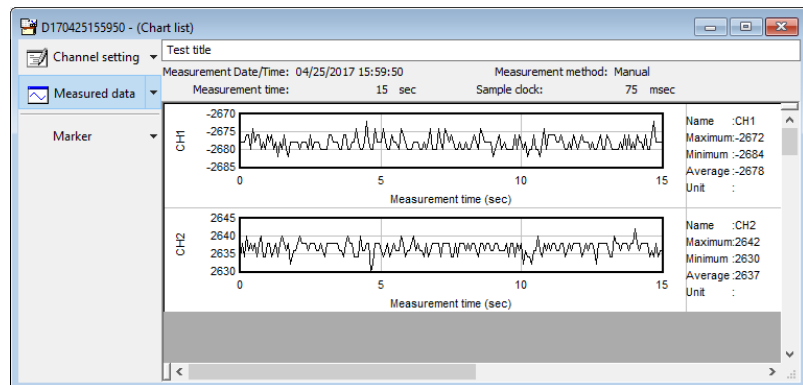 D170425155950 - (Chart list)
Channel setting
Measured data
Marker
Test title
Measurement Date/Time: 04/25/2017 15:59:50 Measurement method: Manual
Measurement time: 15 sec Sample clock: 75 msec
CH1
-2670
-2675
-2680
-2685
0 5 10 15
Measurement time (sec)
Name :CH1
Maximum:-2672
Minimum :-2684
Average :-2678
Unit :
CH2
2645
2640
2635
2630
0 5 10 15
Measurement time (sec)
Name :CH2
Maximum:2642
Minimum :2630
Average :2637
Unit :